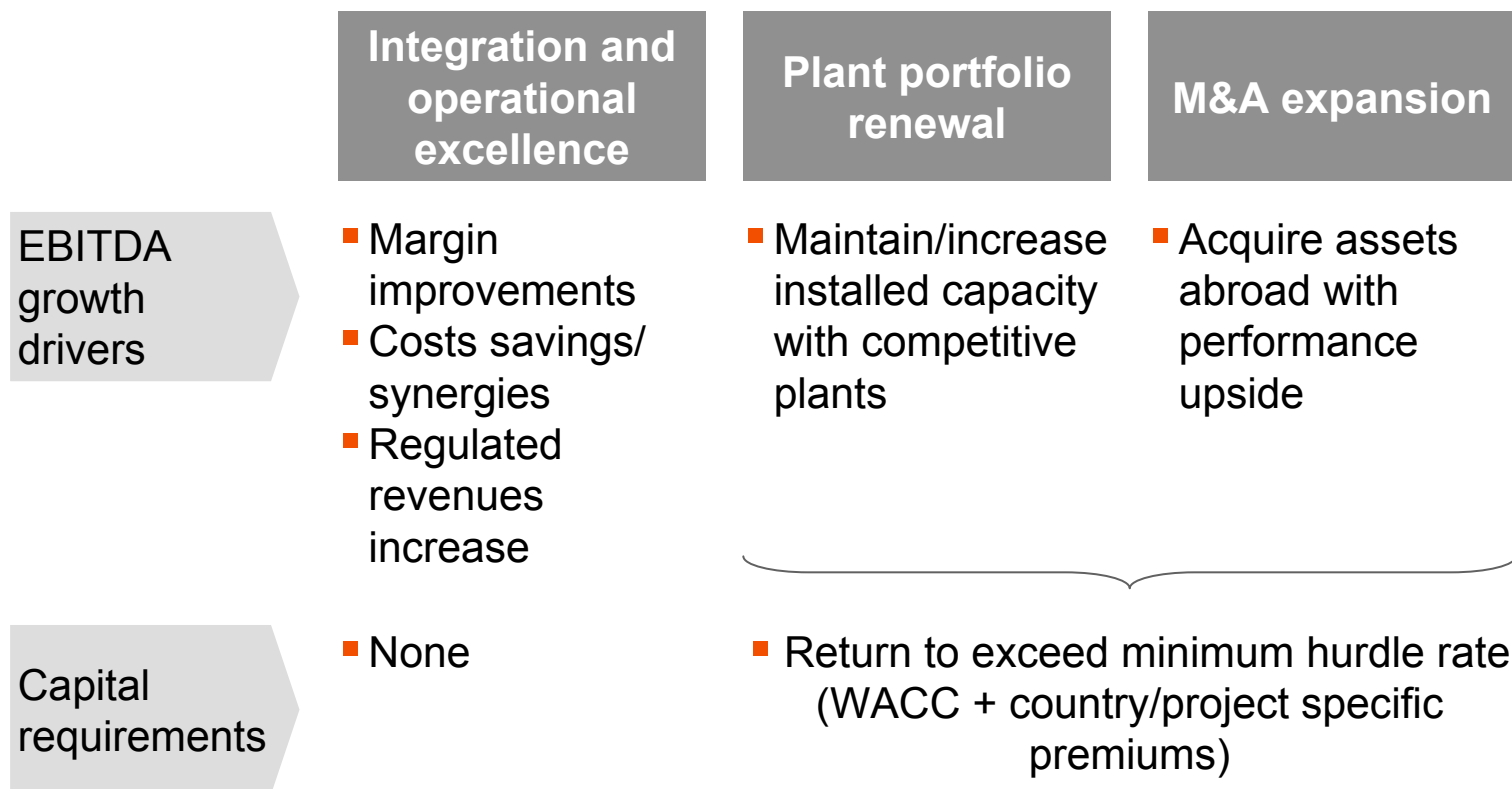 Integration and
operational
excellence
Plant portfolio
renewal
M&A expansion
EBITDA
growth
drivers
Margin
improvements
Costs savings/
synergies
Regulated
revenues
increase
Maintain/increase
installed capacity
with competitive
plants
Acquire assets
abroad with
performance
upside
Capital
requirements
None
Return to exceed minimum hurdle rate
(WACC + country/project specific
premiums)